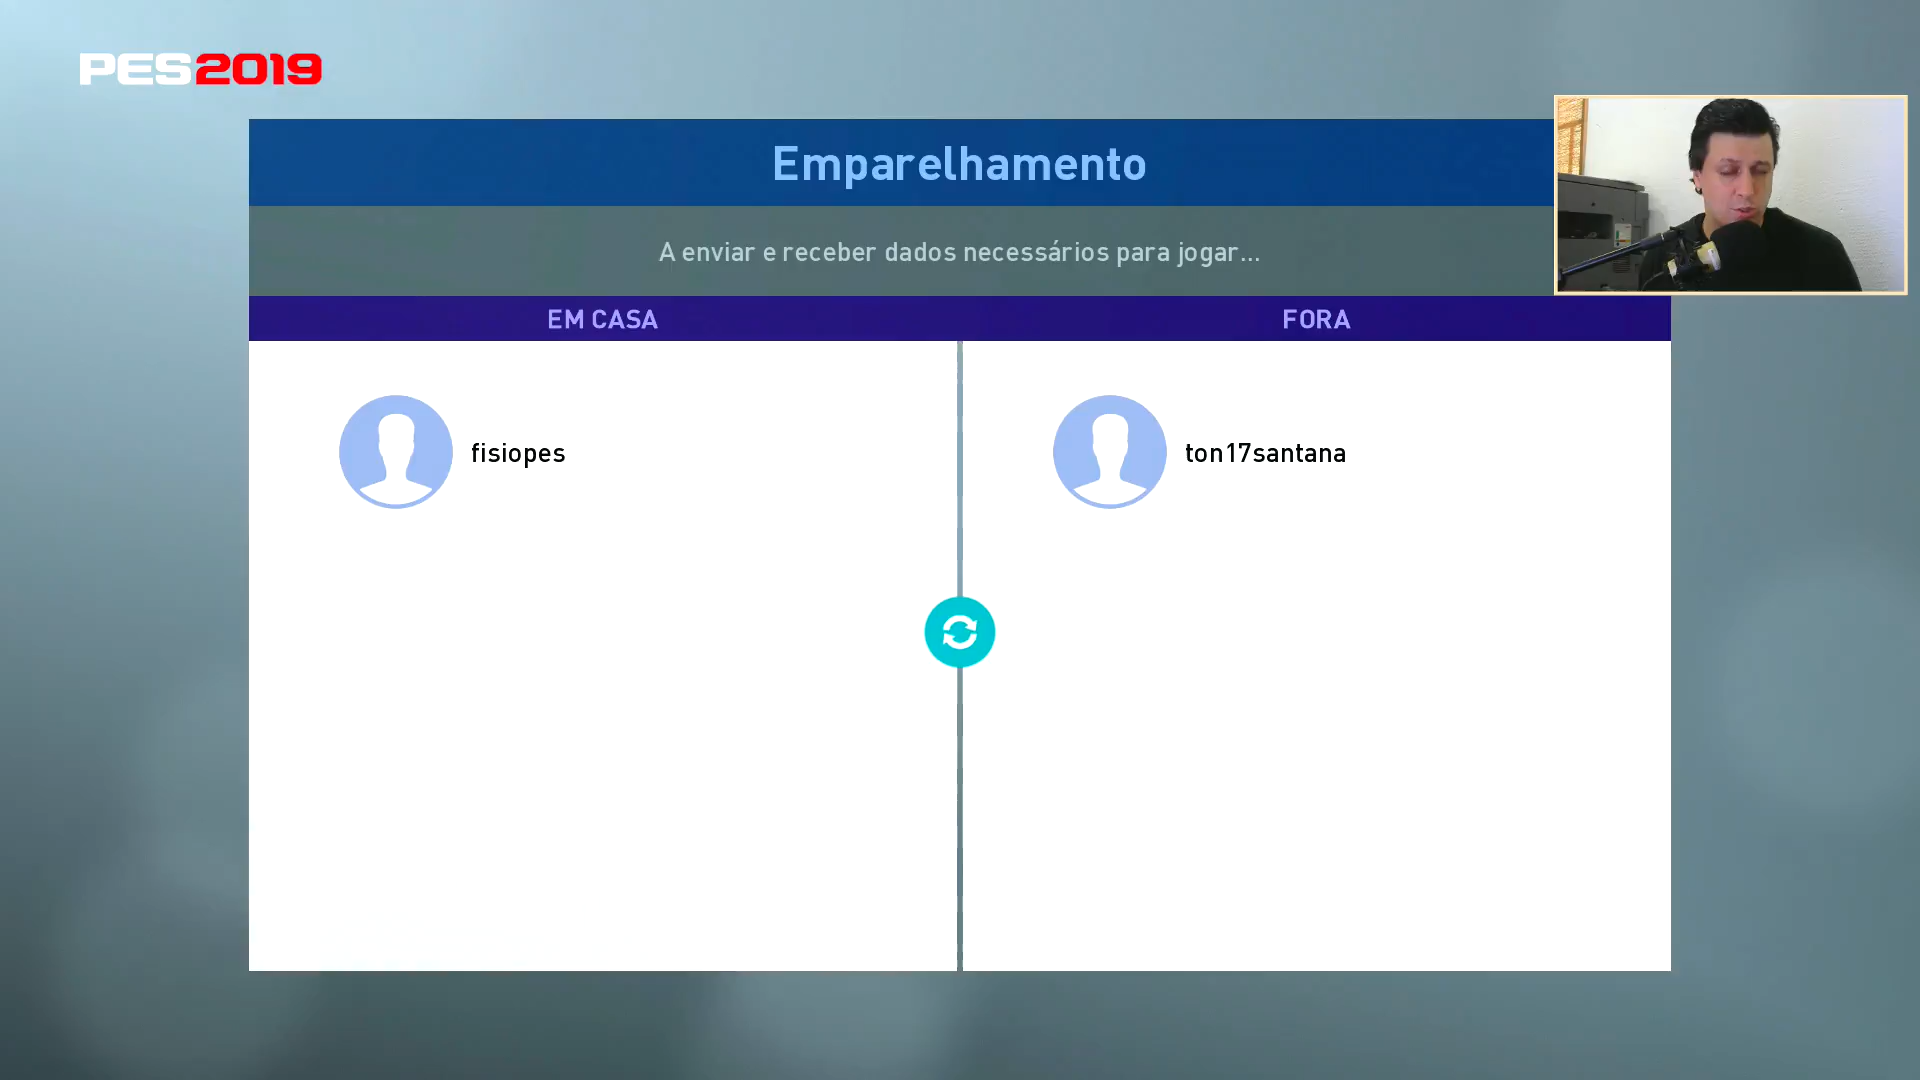 PES2019
Emparelhamento
A enviar e receber dados necessários para jogar...
EM CASA
FORA
fisiopes
ton17santana